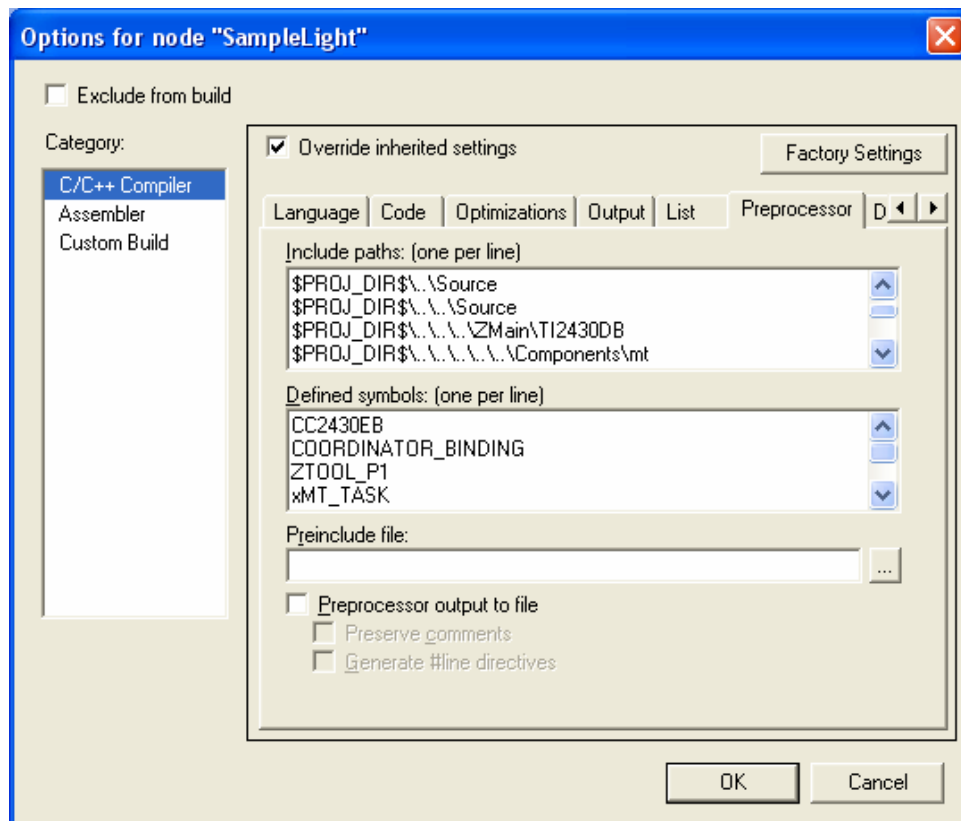 Options for node "SampleLight"
Exclude from build
Category:
C/C++ Compiler
Assembler
Custom Build
Override inherited settings
Factory Settings
Language
Code
Optimizations
Output
List
Preprocessor
D
Include paths: (one per line)
$PROJ_DIR$\..\Source
$PROJ_DIR$\..\..\Source
$PROJ_DIR$\..\..\..\ZMain\TI2430DB
$PROJ_DIR$\..\..\..\..\..\Components\mt
Defined symbols: (one per line)
CC2430EB
COORDINATOR_BINDING
ZTOOL_P1
xMT_TASK
Preinclude file:
...
Preprocessor output to file
Preserve comments
Generate #line directives
OK
Cancel